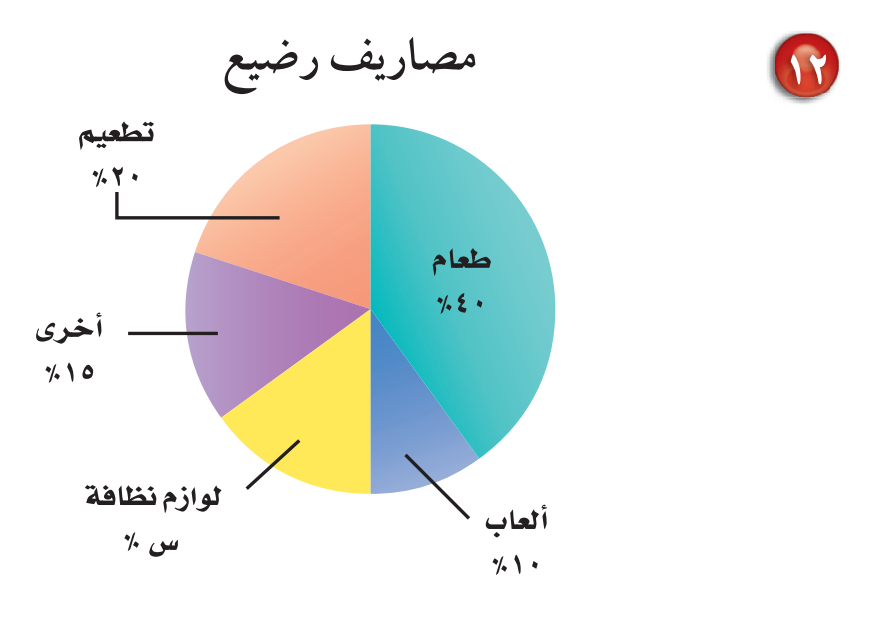 ١٢
مصاريف رضيع
تطعيم
٢٠٪
طعام
٤٠٪
أخرى
١٥٪
لوازم نظافة
س ٪
ألعاب
١٠٪